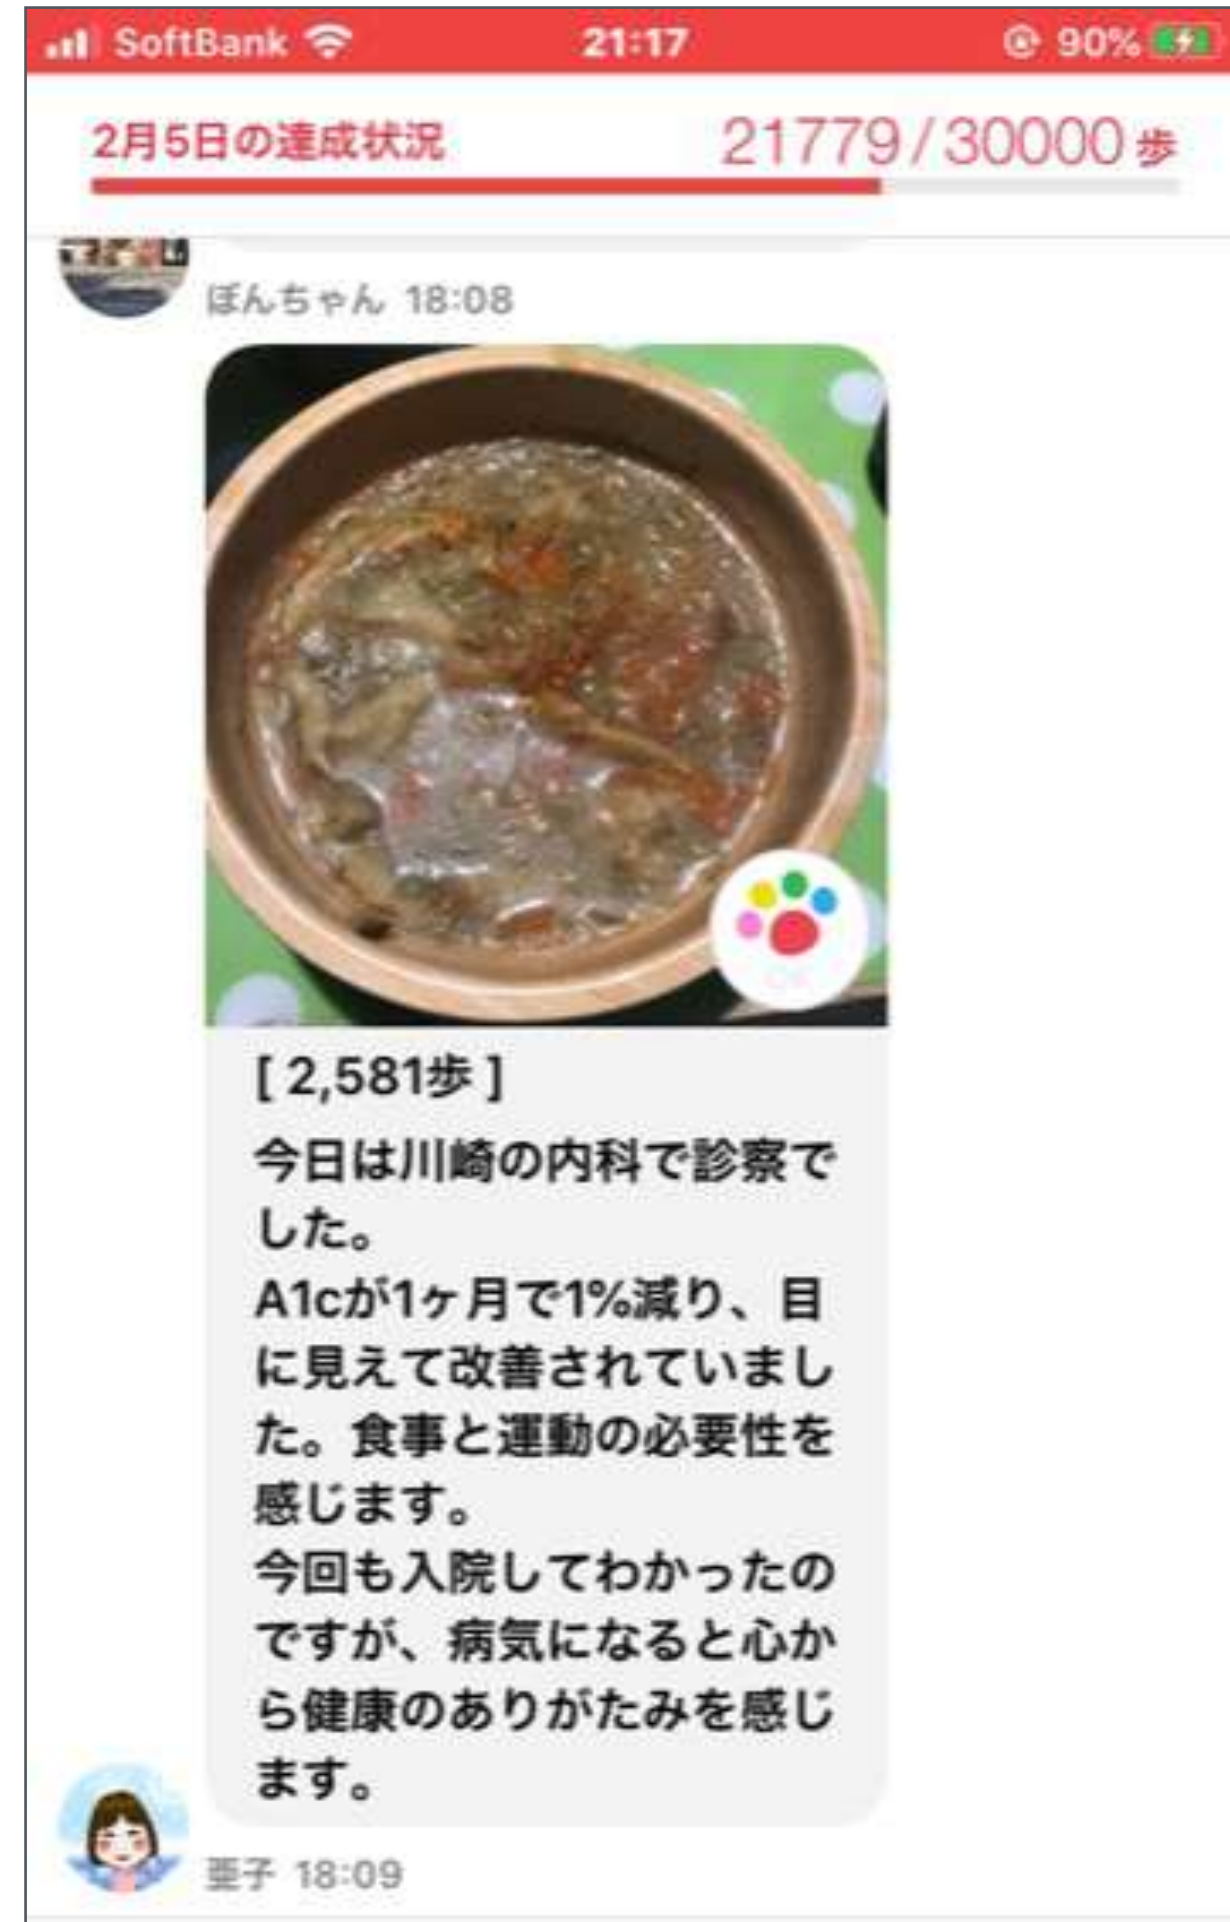 SoftBank 21:17 90%
2月5日の達成状況 21779/30000歩
ぽんちゃん 18:08
[ 2,581歩 ]
今日は川崎の内科で診察で
した。
A1cが1ヶ月で1%減り、目
に見えて改善されていまし
た。食事と運動の必要性を
感じます。
今回も入院してわかったの
ですが、病気になると心か
ら健康のありがたみを感じ
ます。
亜子 18:09